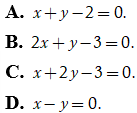 A. x+y−2=0.
B. 2x+y−3=0.
C. x+2y−3=0.
D. x−y=0.